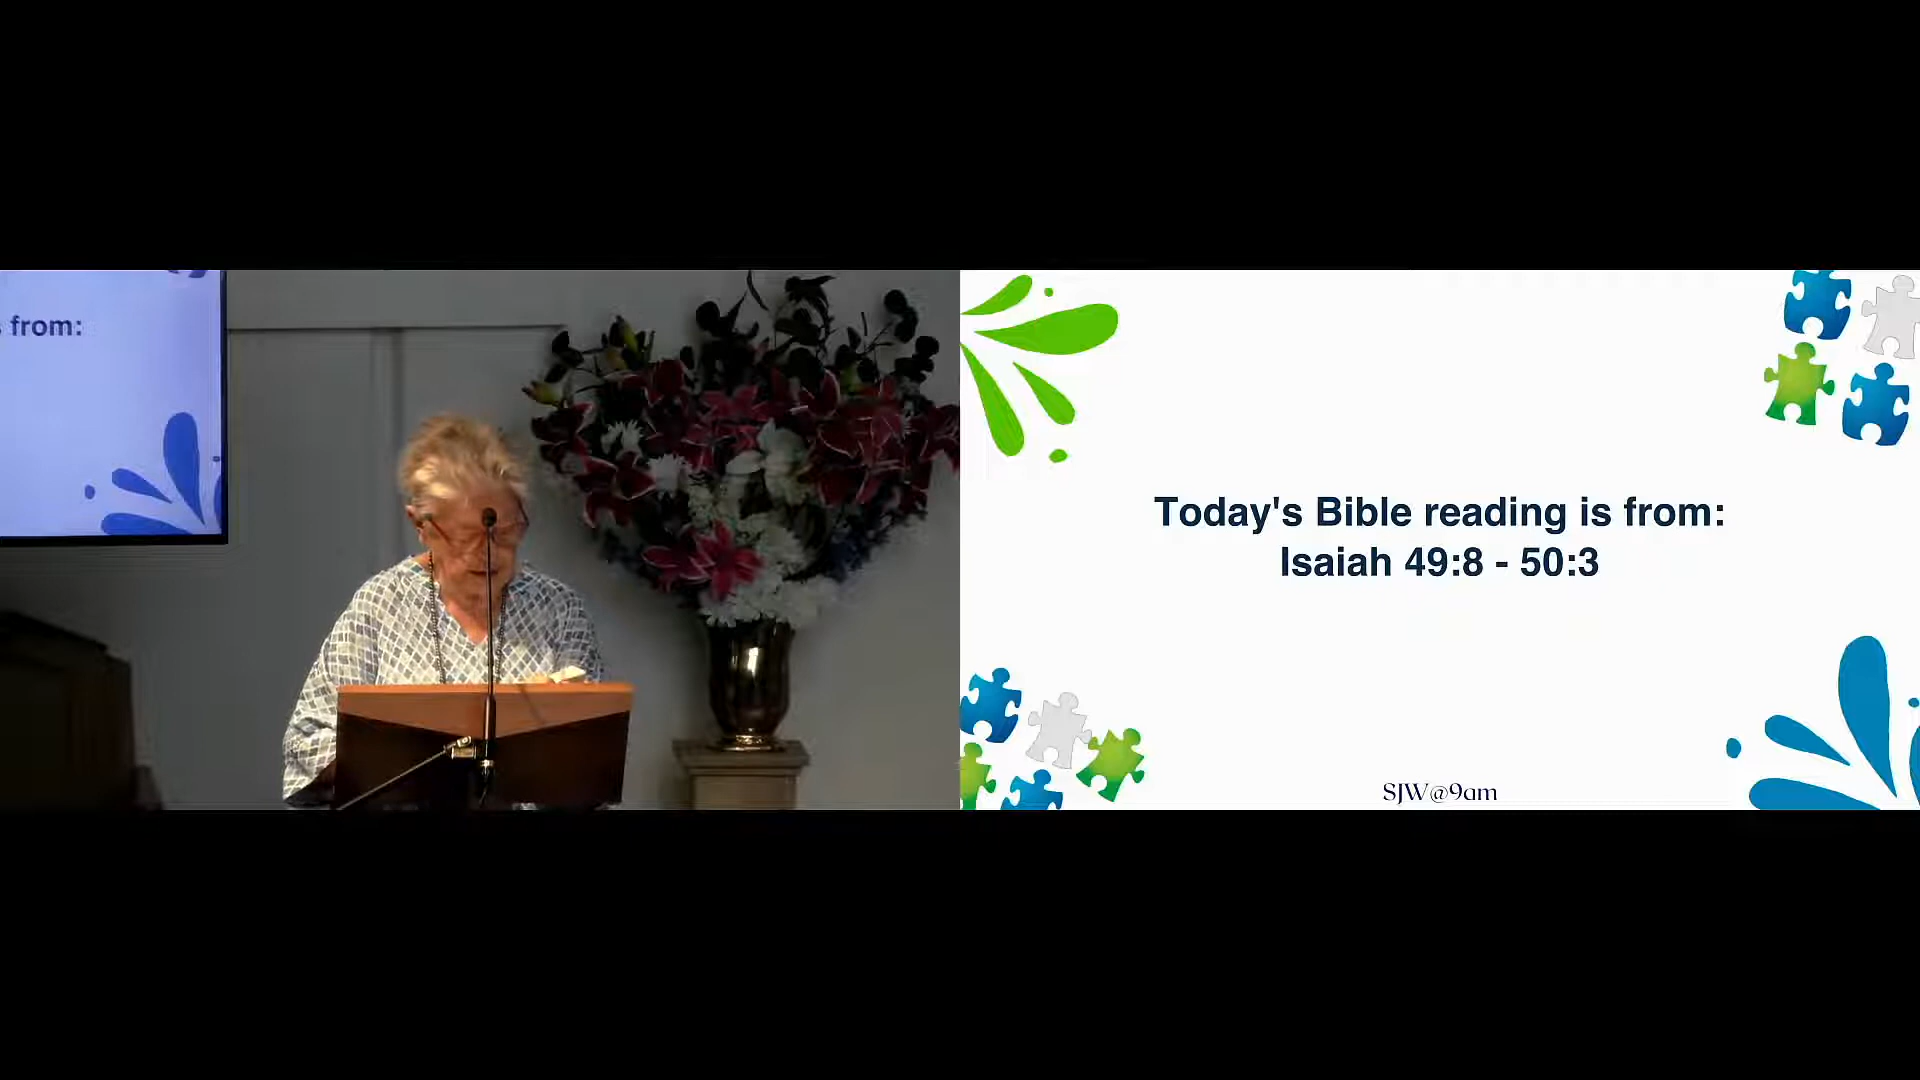 s from:
Today's Bible reading is from:
Isaiah 49:8 - 50:3
SJW@9am